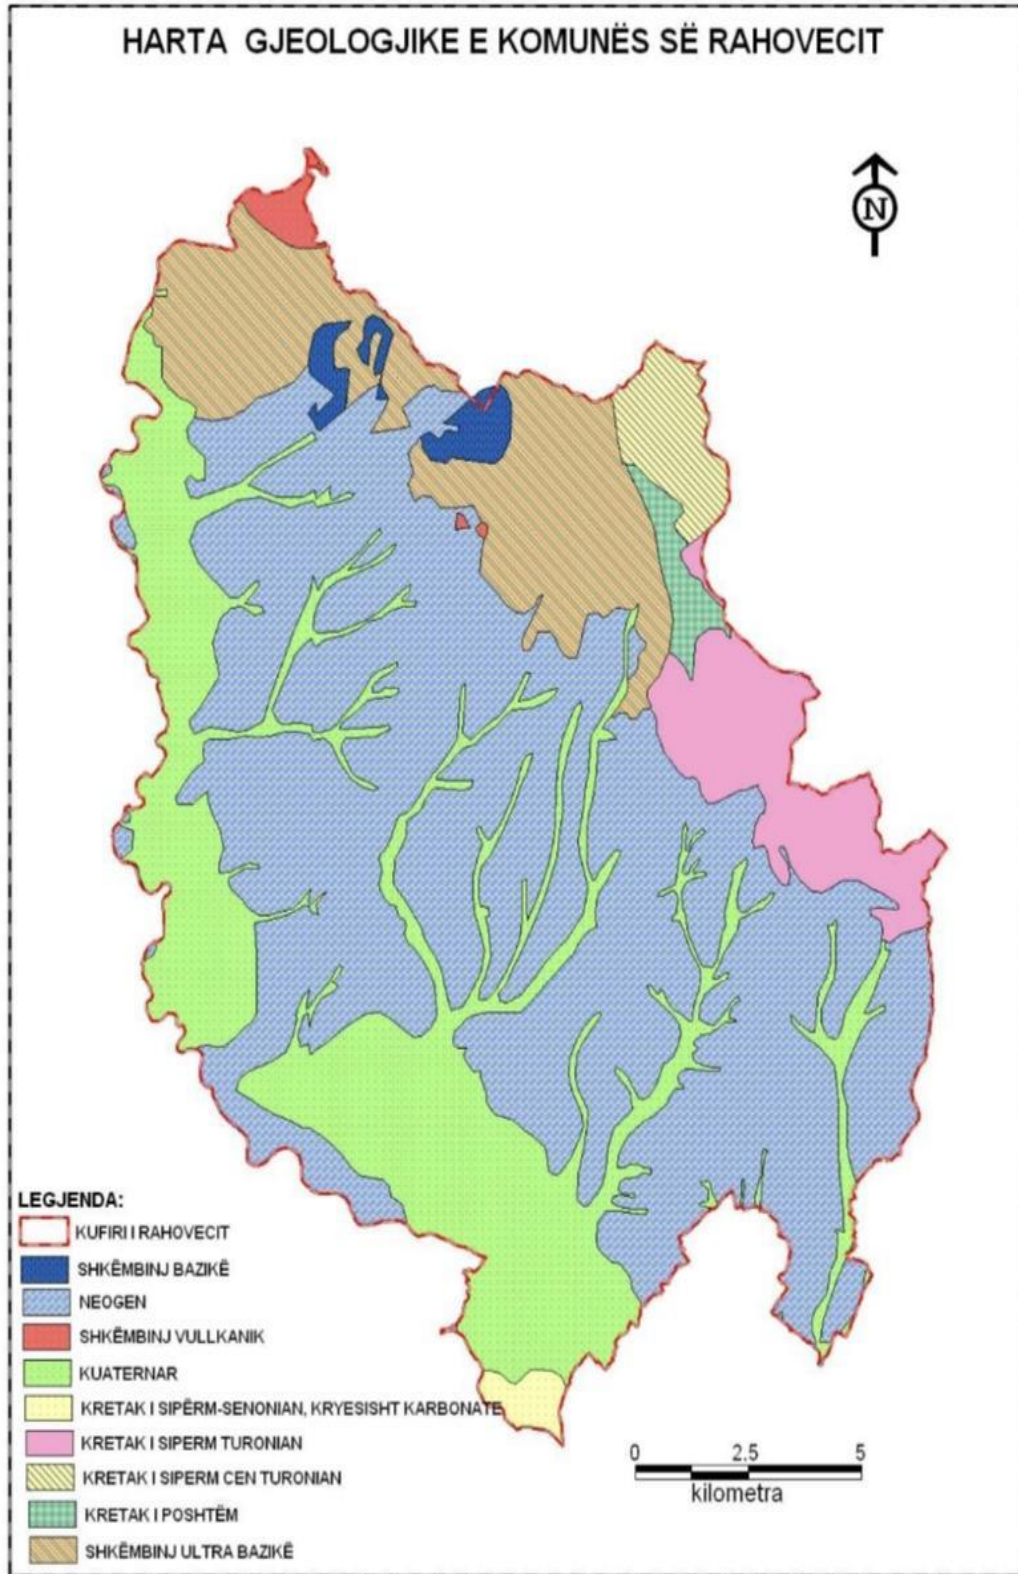 HARTA GJEOLOGJIKE E KOMUNËS SË RAHOVECIT
N
LEGJENDA:
KUFIRI I RAHOVECIT
SHKËMBINJ BAZIKË
NEOGEN
SHKËMBINJ VULLKANIK
KUATERNAR
KRETAK I SIPËRM-SENONIAN, KRYESISHT KARBONATE
KRETAK I SIPERM TURONIAN
KRETAK I SIPERM CEN TURONIAN
KRETAK I POSHTËM
SHKËMBINJ ULTRA BAZIKË
0 2.5 5
kilometra